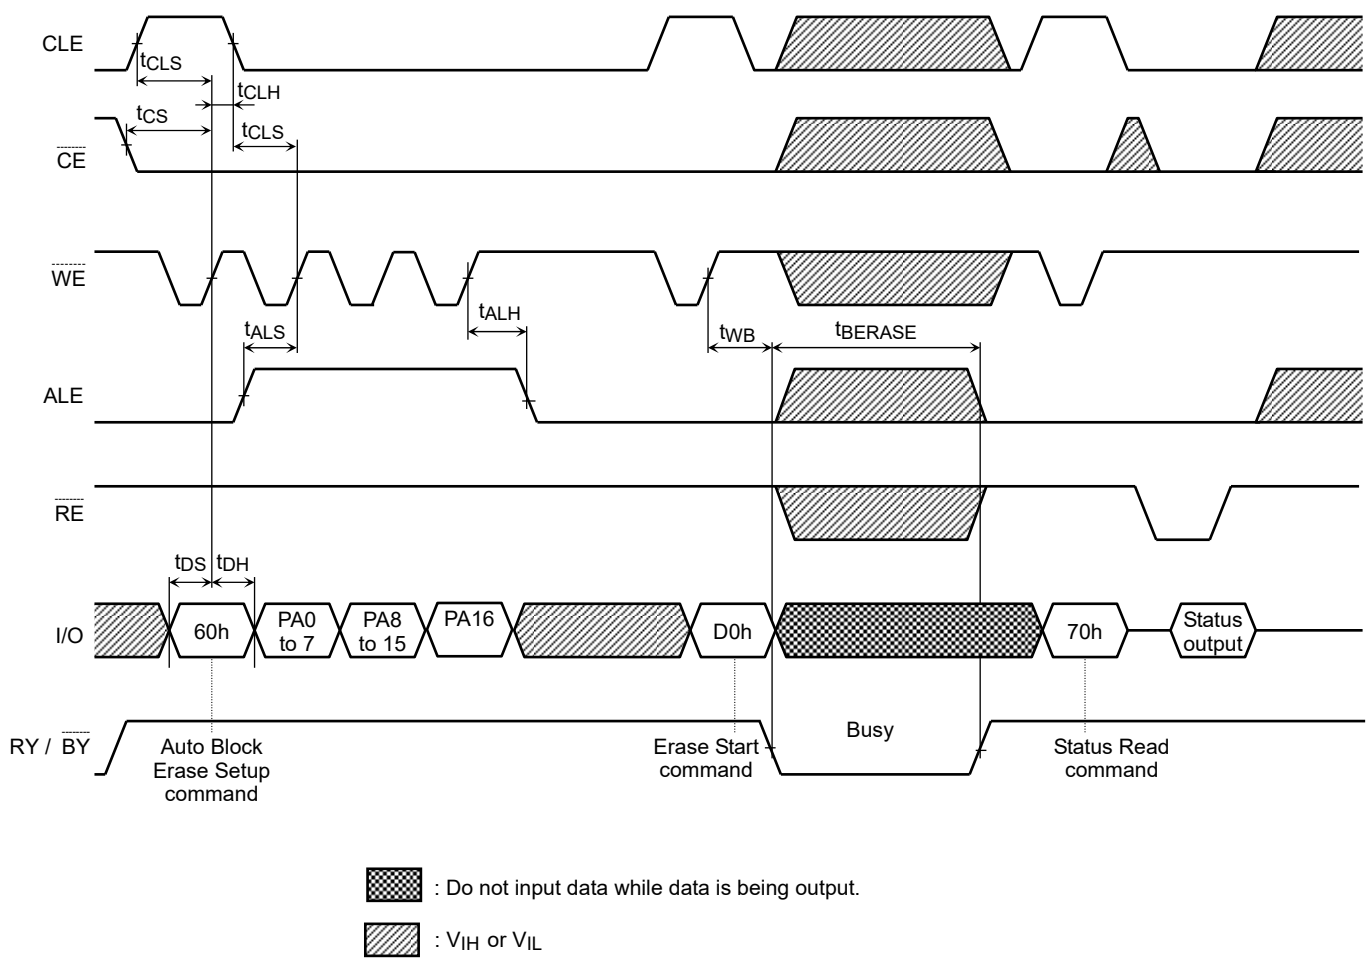 CLE
tCLS
tCLH
tCS
tCLS
CE
WE
tALS
tALH
tWB
tBERASE
ALE
RE
tDS
tDH
I/O
60h
PA0
to 7
PA8
to 15
PA16
D0h
70h
Status
output
RY / BY
Auto Block
Erase Setup
command
Erase Start
command
Busy
Status Read
command
: Do not input data while data is being output.
: VIH or VIL